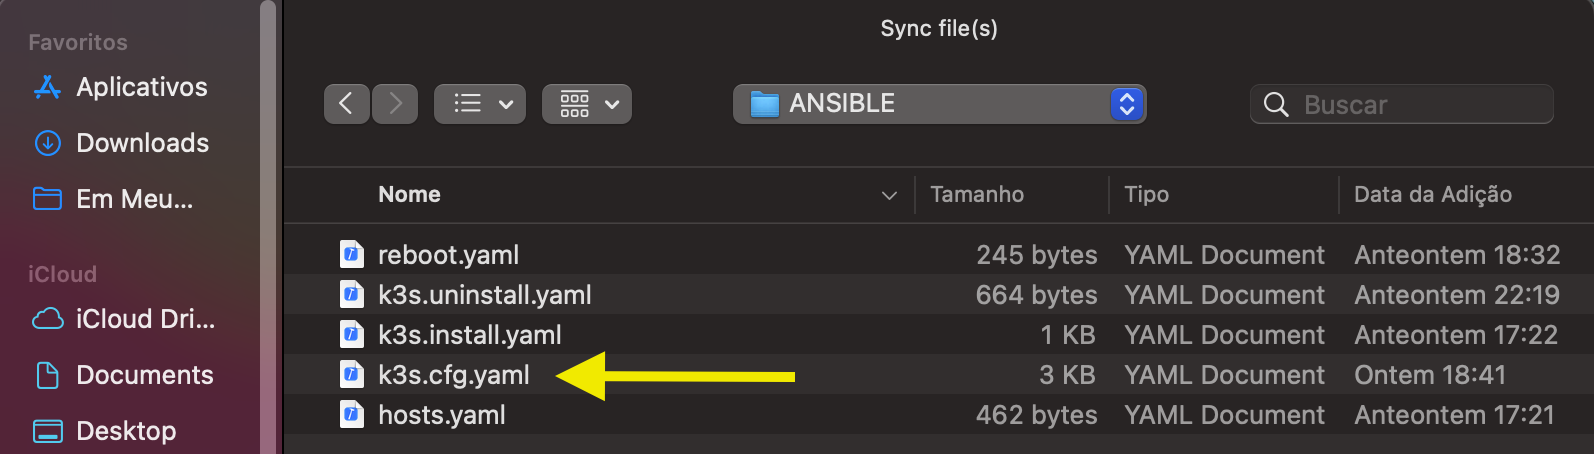 Sync file(s)
Favoritos
Aplicativos
Downloads
Em Meu...
iCloud
iCloud Dri...
Documents
Desktop
ANSIBLE
Buscar
Nome Tamanho Tipo Data da Adição
reboot.yaml 245 bytes YAML Document Anteontem 18:32
k3s.uninstall.yaml 664 bytes YAML Document Anteontem 22:19
k3s.install.yaml 1 KB YAML Document Anteontem 17:22
k3s.cfg.yaml 3 KB YAML Document Ontem 18:41
hosts.yaml 462 bytes YAML Document Anteontem 17:21